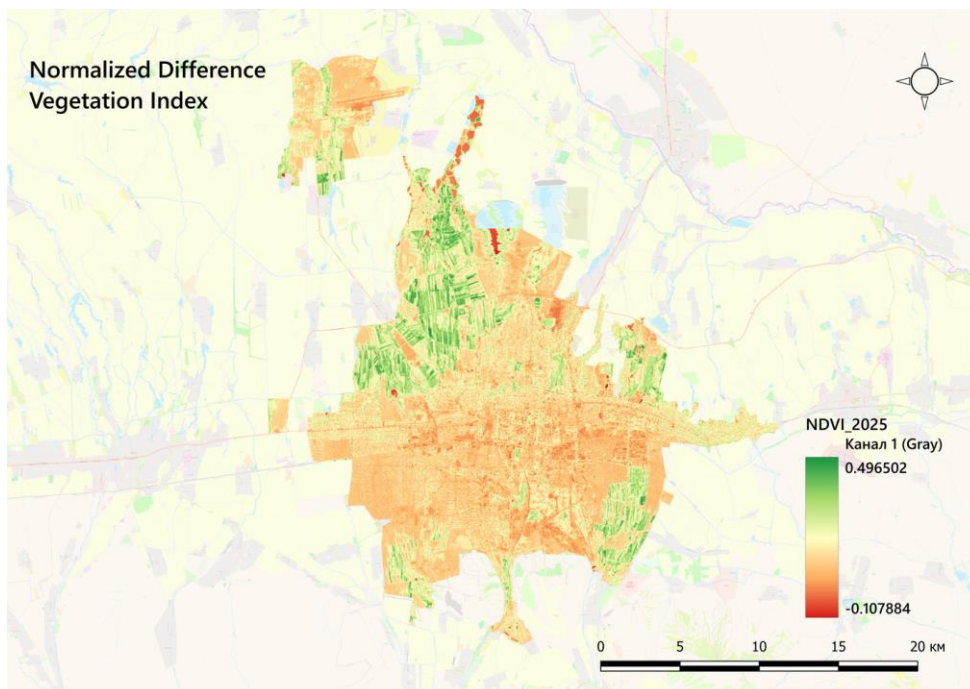 Normalized Difference
Vegetation Index
NDVI_2025
Канал 1 (Gray)
0.496502
-0.107884
0 5 10 15 20 км